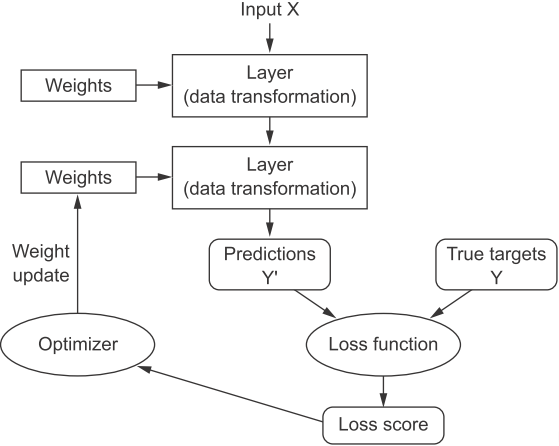 Input X
Layer
(data transformation)
Weights
Layer
(data transformation)
Weights
Predictions
Y'
True targets
Y
Weight
update
Optimizer
Loss function
Loss score